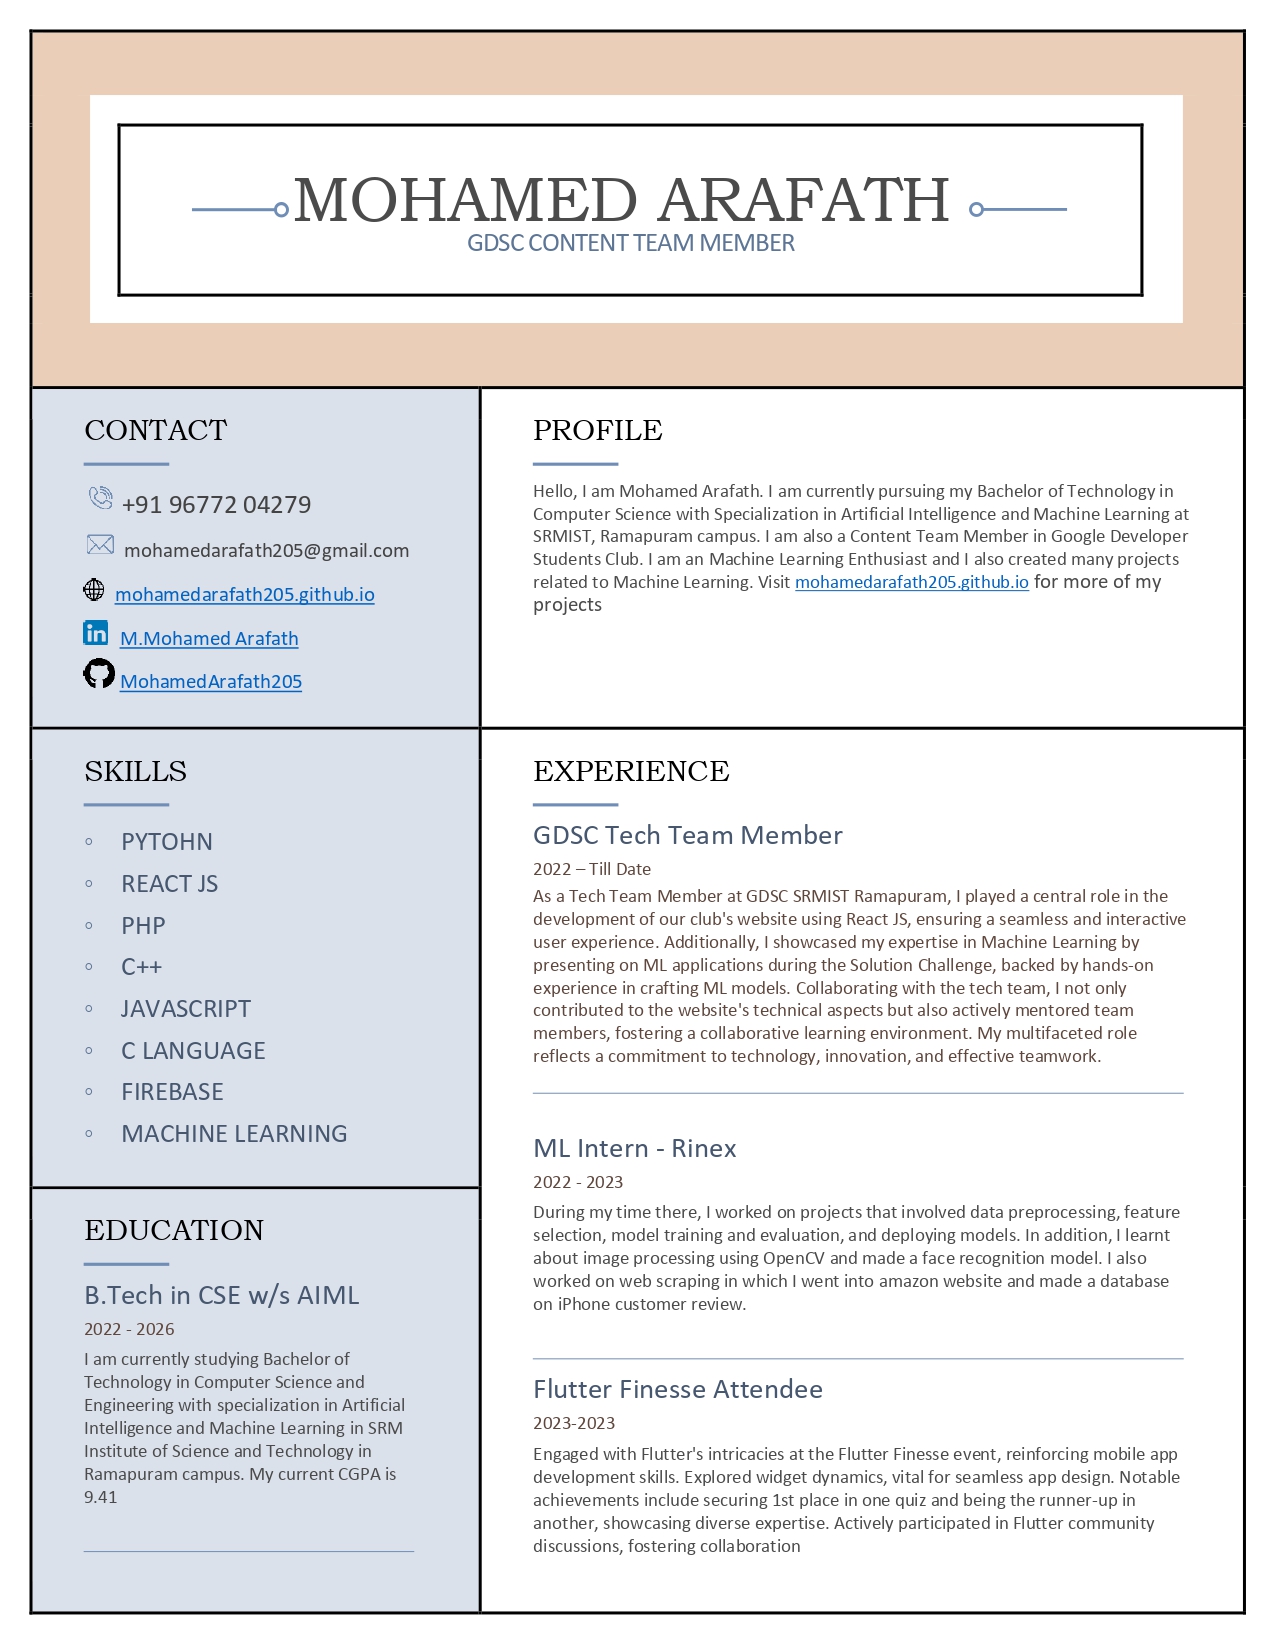 MOHAMED ARAFATH
GDSC CONTENT TEAM MEMBER
CONTACT
+91 96772 04279
mohamedarafath205@gmail.com
mohamedarafath205.github.io
M.Mohamed Arafath
MohamedArafath205
PROFILE
Hello, I am Mohamed Arafath. I am currently pursuing my Bachelor of Technology in
Computer Science with Specialization in Artificial Intelligence and Machine Learning at
SRMIST, Ramapuram campus. I am also a Content Team Member in Google Developer
Students Club. I am an Machine Learning Enthusiast and I also created many projects
related to Machine Learning. Visit mohamedarafath205.github.io for more of my
projects
SKILLS
◦ PYTOHN
◦ REACT JS
◦ PHP
◦ C++
◦ JAVASCRIPT
◦ C LANGUAGE
◦ FIREBASE
◦ MACHINE LEARNING
EDUCATION
B.Tech in CSE w/s AIML
2022 - 2026
I am currently studying Bachelor of
Technology in Computer Science and
Engineering with specialization in Artificial
Intelligence and Machine Learning in SRM
Institute of Science and Technology in
Ramapuram campus. My current CGPA is
9.41
EXPERIENCE
GDSC Tech Team Member
2022 – Till Date
As a Tech Team Member at GDSC SRMIST Ramapuram, I played a central role in the
development of our club's website using React JS, ensuring a seamless and interactive
user experience. Additionally, I showcased my expertise in Machine Learning by
presenting on ML applications during the Solution Challenge, backed by hands-on
experience in crafting ML models. Collaborating with the tech team, I not only
contributed to the website's technical aspects but also actively mentored team
members, fostering a collaborative learning environment. My multifaceted role
reflects a commitment to technology, innovation, and effective teamwork.
ML Intern - Rinex
2022 - 2023
During my time there, I worked on projects that involved data preprocessing, feature
selection, model training and evaluation, and deploying models. In addition, I learnt
about image processing using OpenCV and made a face recognition model. I also
worked on web scraping in which I went into amazon website and made a database
on iPhone customer review.
Flutter Finesse Attendee
2023-2023
Engaged with Flutter's intricacies at the Flutter Finesse event, reinforcing mobile app
development skills. Explored widget dynamics, vital for seamless app design. Notable
achievements include securing 1st place in one quiz and being the runner-up in
another, showcasing diverse expertise. Actively participated in Flutter community
discussions, fostering collaboration